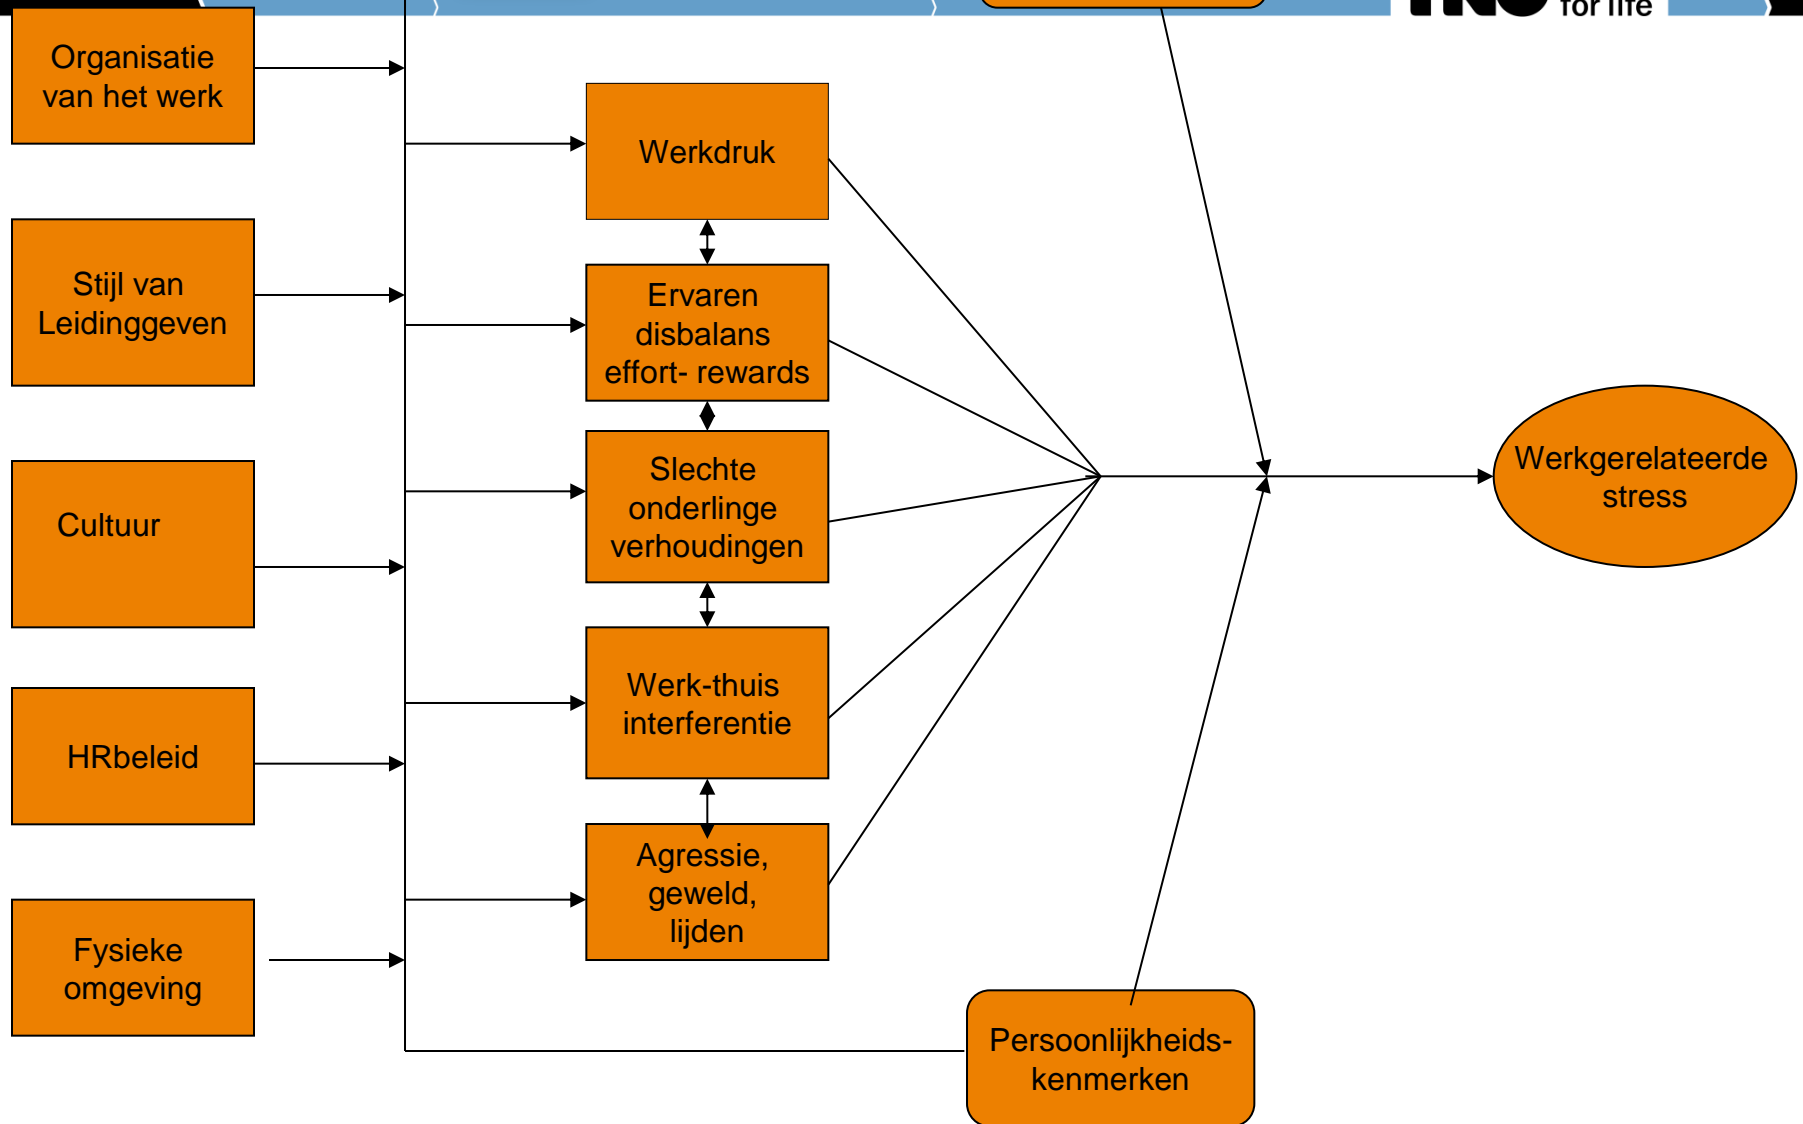 for life
Organisatie
van het werk
Stijl van
Leidinggeven
Cultuur
HRbeleid
Fysieke
omgeving
Werkdruk
Ervaren
disbalans
effort- rewards
Slechte
onderlinge
verhoudingen
Werk-thuis
interferentie
Agressie,
geweld,
lijden
Persoonlijkheids-
kenmerken
Werkgerelateerde
stress